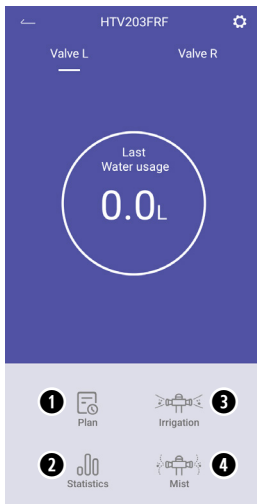 HTV203FRF
Valve L Valve R
Last
Water usage
0.0L
1 3
Plan Irrigation
2 4
Statistics Mist